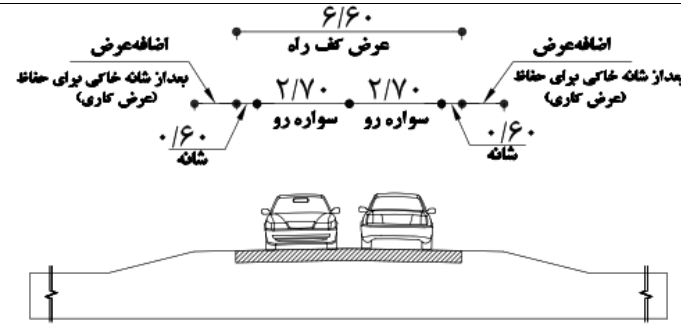 ۶/۶۰
عرض کف راه
اضافه‌عرض
بعداز شانه خاکی برای حفاظ
(عرض کاری)
اضافه‌عرض
بعداز شانه خاکی برای حفاظ
(عرض کاری)
۲/۷۰
سواره رو
۲/۷۰
سواره رو
۰/۶۰
شانه
۰/۶۰
شانه